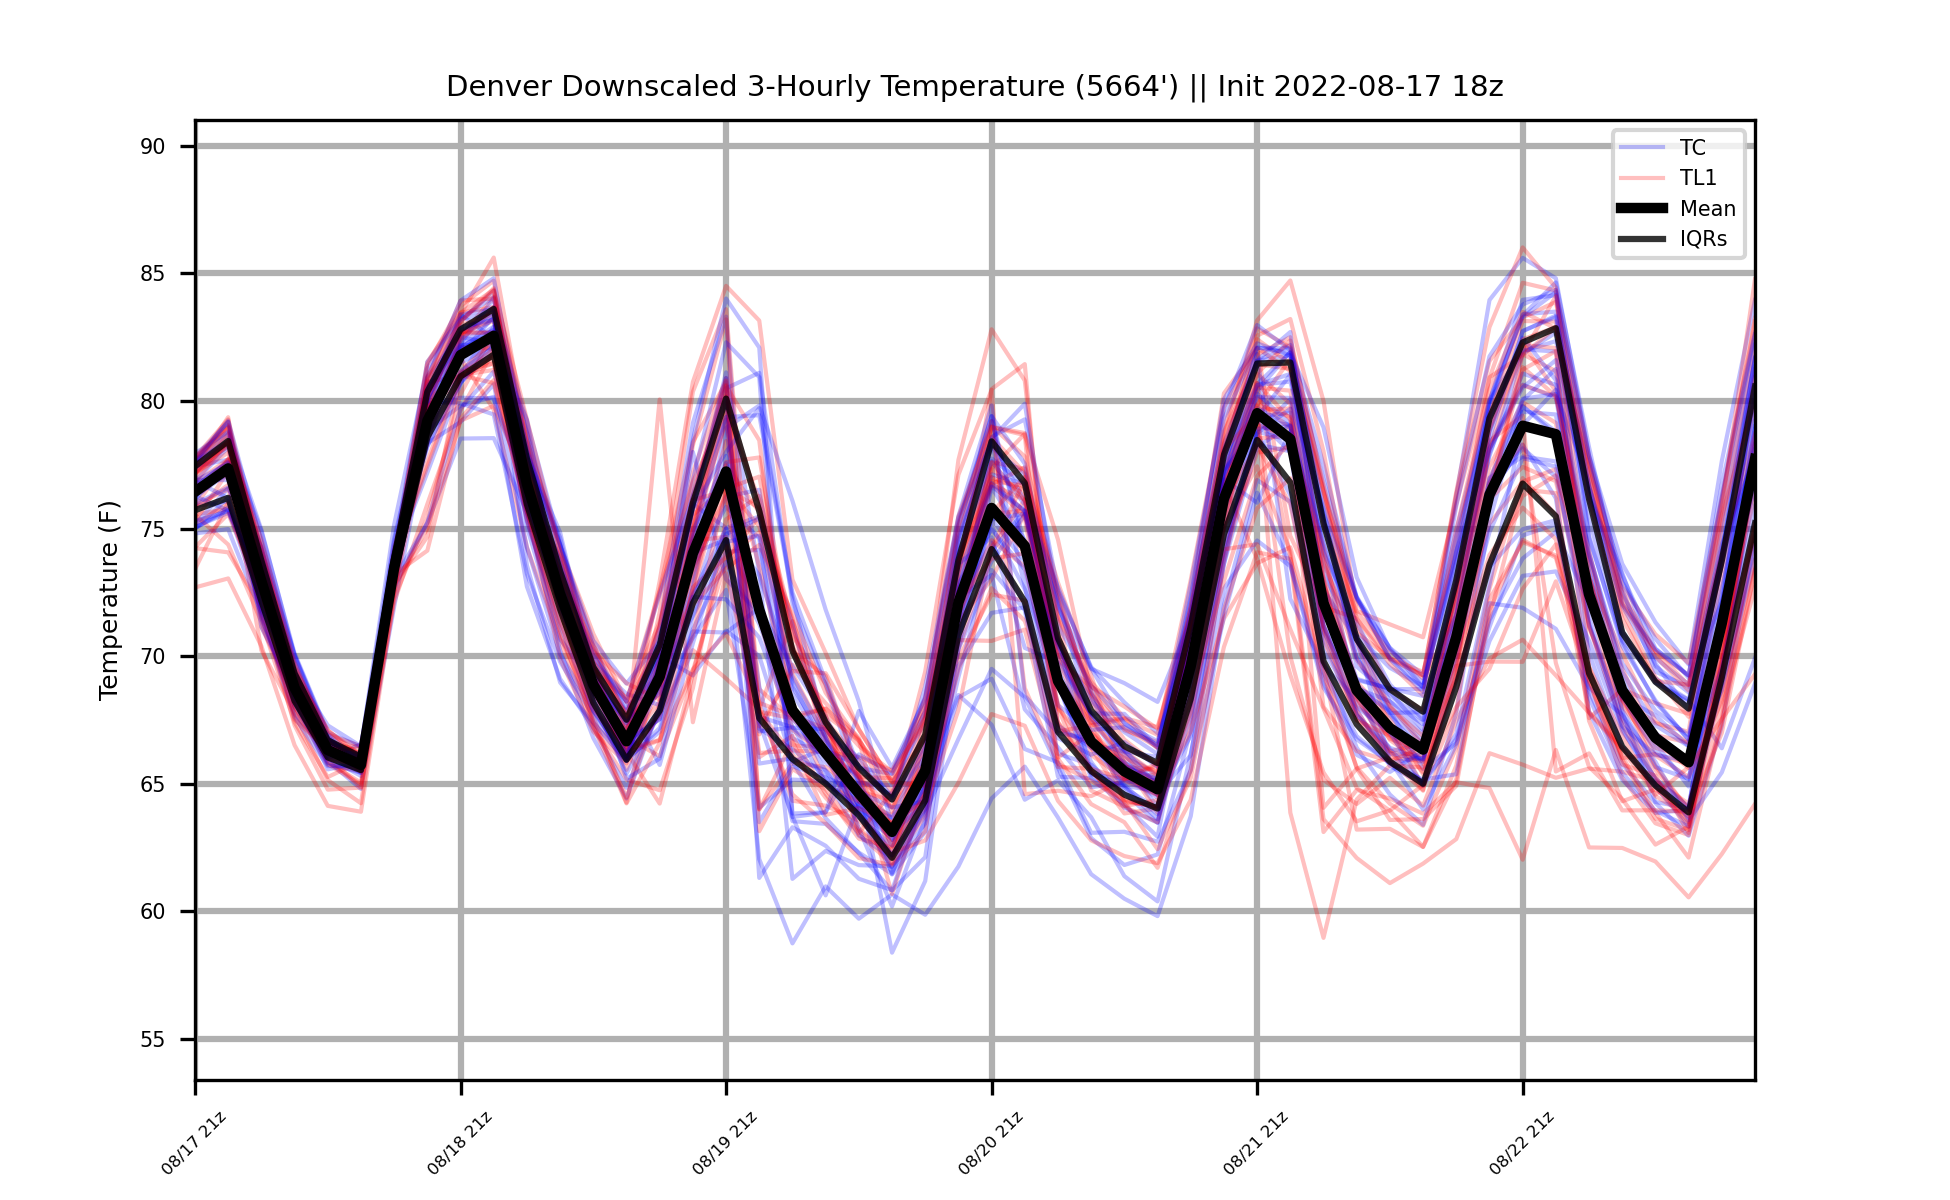 Denver Downscaled 3-Hourly Temperature (5664') || Init 2022-08-17 18z
TC
TL1
Mean
IQRs
Temperature (F)
90
85
80
75
70
65
60
55
08/17 21z
08/18 21z
08/19 21z
08/20 21z
08/21 21z
08/22 21z